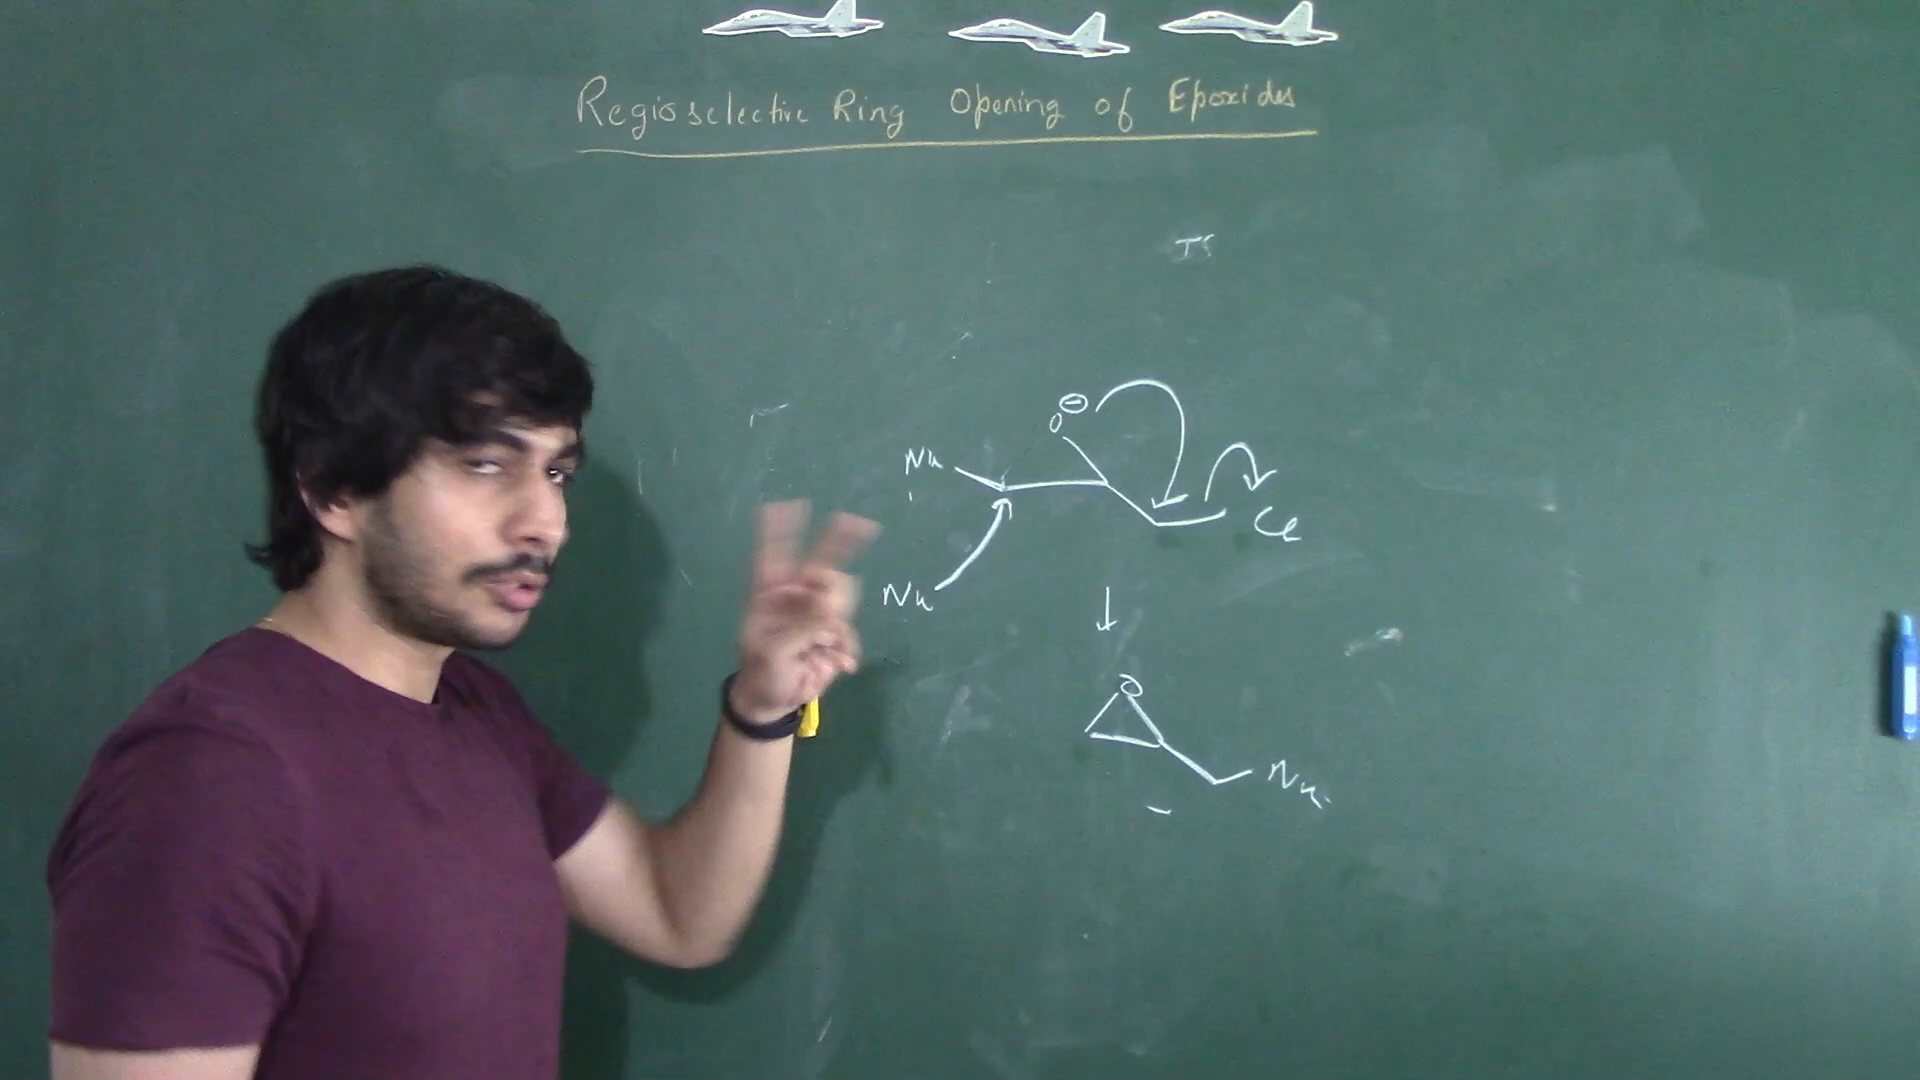 Regioselective Ring Opening of Epoxides
TS
O
Nu
Cl
Nu
O
Nu